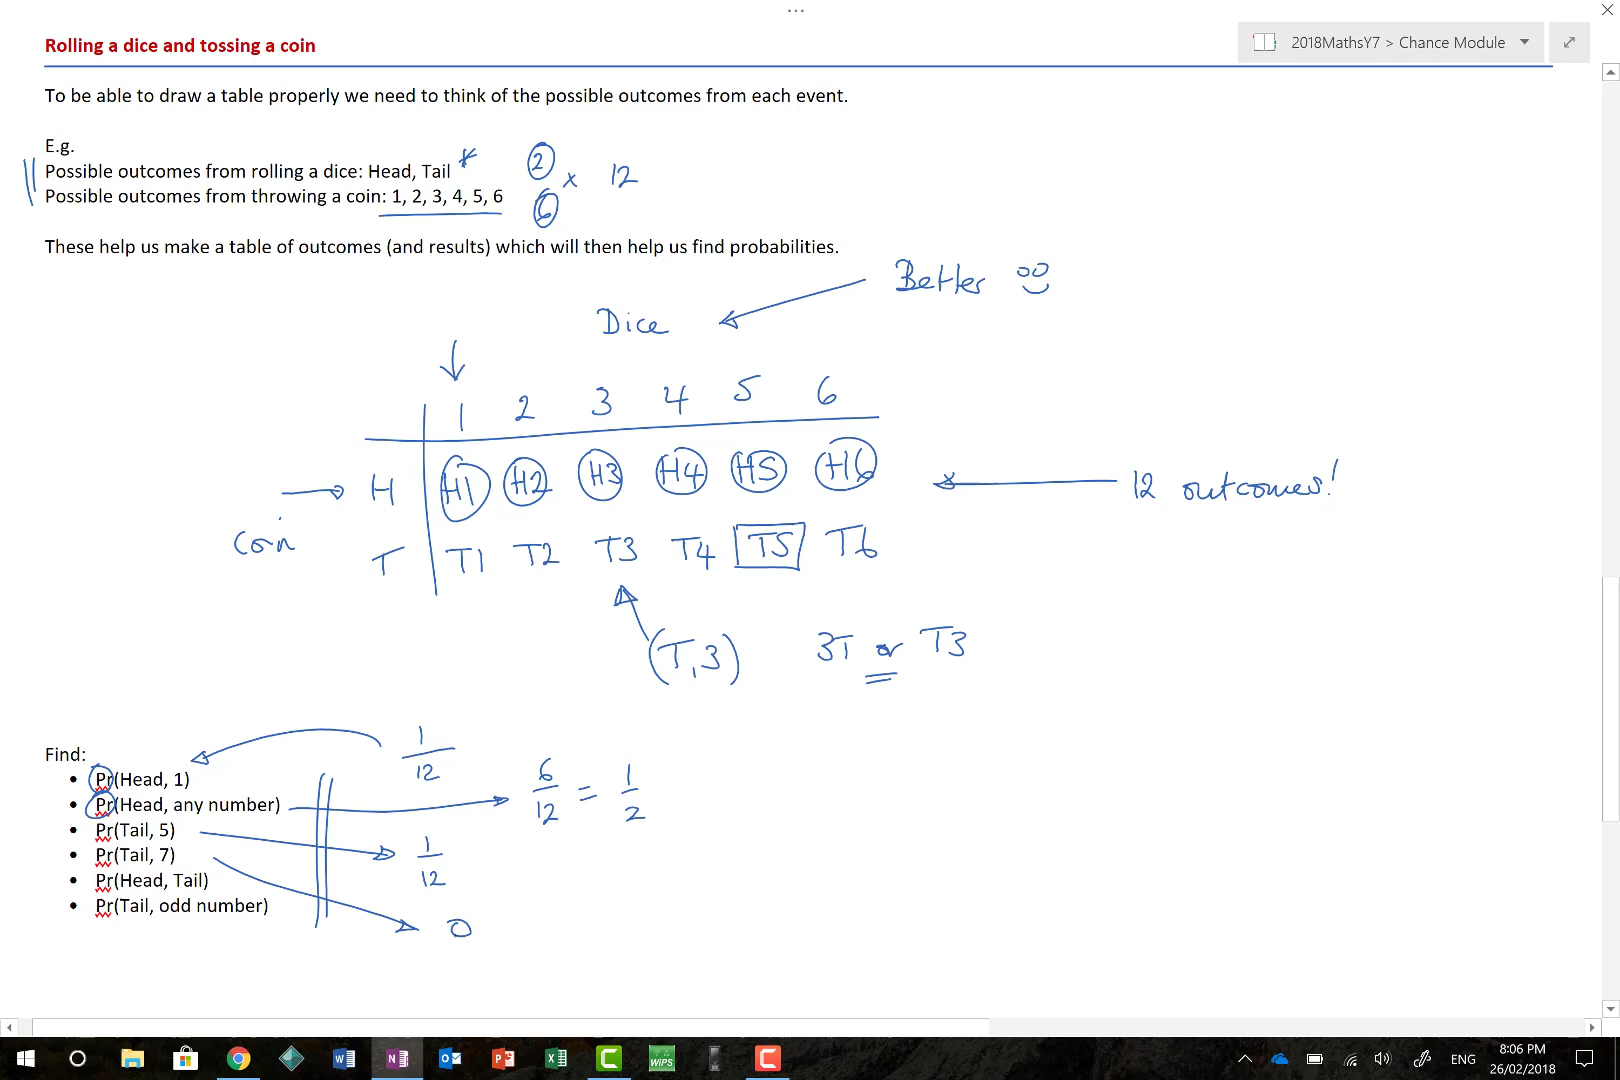 Rolling a dice and tossing a coin
2018MathsY7 > Chance Module
To be able to draw a table properly we need to think of the possible outcomes from each event.
E.g.
Possible outcomes from rolling a dice: Head, Tail * 2
x 12
Possible outcomes from throwing a coin: 1, 2, 3, 4, 5, 6 6
These help us make a table of outcomes (and results) which will then help us find probabilities.
Better
Dice
1 2 3 4 5 6
H H1 H2 H3 H4 H5 H6 12 outcomes!
Coin
T T1 T2 T3 T4 T5 T6
(T,3) 3T or T3
Find:
1/12
Pr(Head, 1)
Pr(Head, any number) 6/12 = 1/2
Pr(Tail, 5)
Pr(Tail, 7) 1/12
Pr(Head, Tail)
Pr(Tail, odd number)
0
WiPS
ENG
8:06 PM
26/02/2018